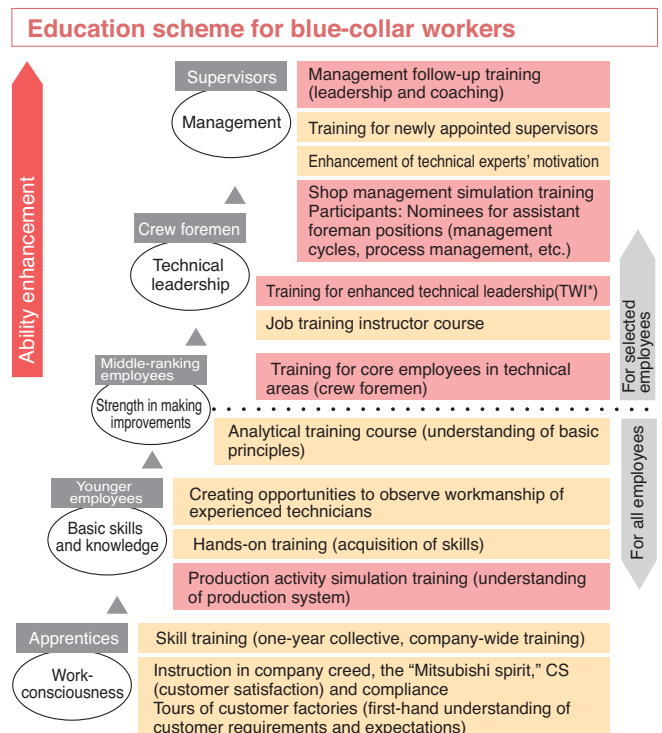 Education scheme for blue-collar workers
Ability enhancement
Supervisors
Management
Management follow-up training
(leadership and coaching)
Training for newly appointed supervisors
Enhancement of technical experts’ motivation
Shop management simulation training
Participants: Nominees for assistant
foreman positions (management
cycles, process management, etc.)
Crew foremen
Technical
leadership
Training for enhanced technical leadership(TWI*)
Job training instructor course
Middle-ranking
employees
Strength in making
improvements
Training for core employees in technical
areas (crew foremen)
For selected
employees
Analytical training course (understanding of basic
principles)
Younger
employees
Basic skills
and knowledge
Creating opportunities to observe workmanship of
experienced technicians
Hands-on training (acquisition of skills)
Production activity simulation training (understanding
of production system)
For all employees
Apprentices
Work-
consciousness
Skill training (one-year collective, company-wide training)
Instruction in company creed, the “Mitsubishi spirit,” CS
(customer satisfaction) and compliance
Tours of customer factories (first-hand understanding of
customer requirements and expectations)